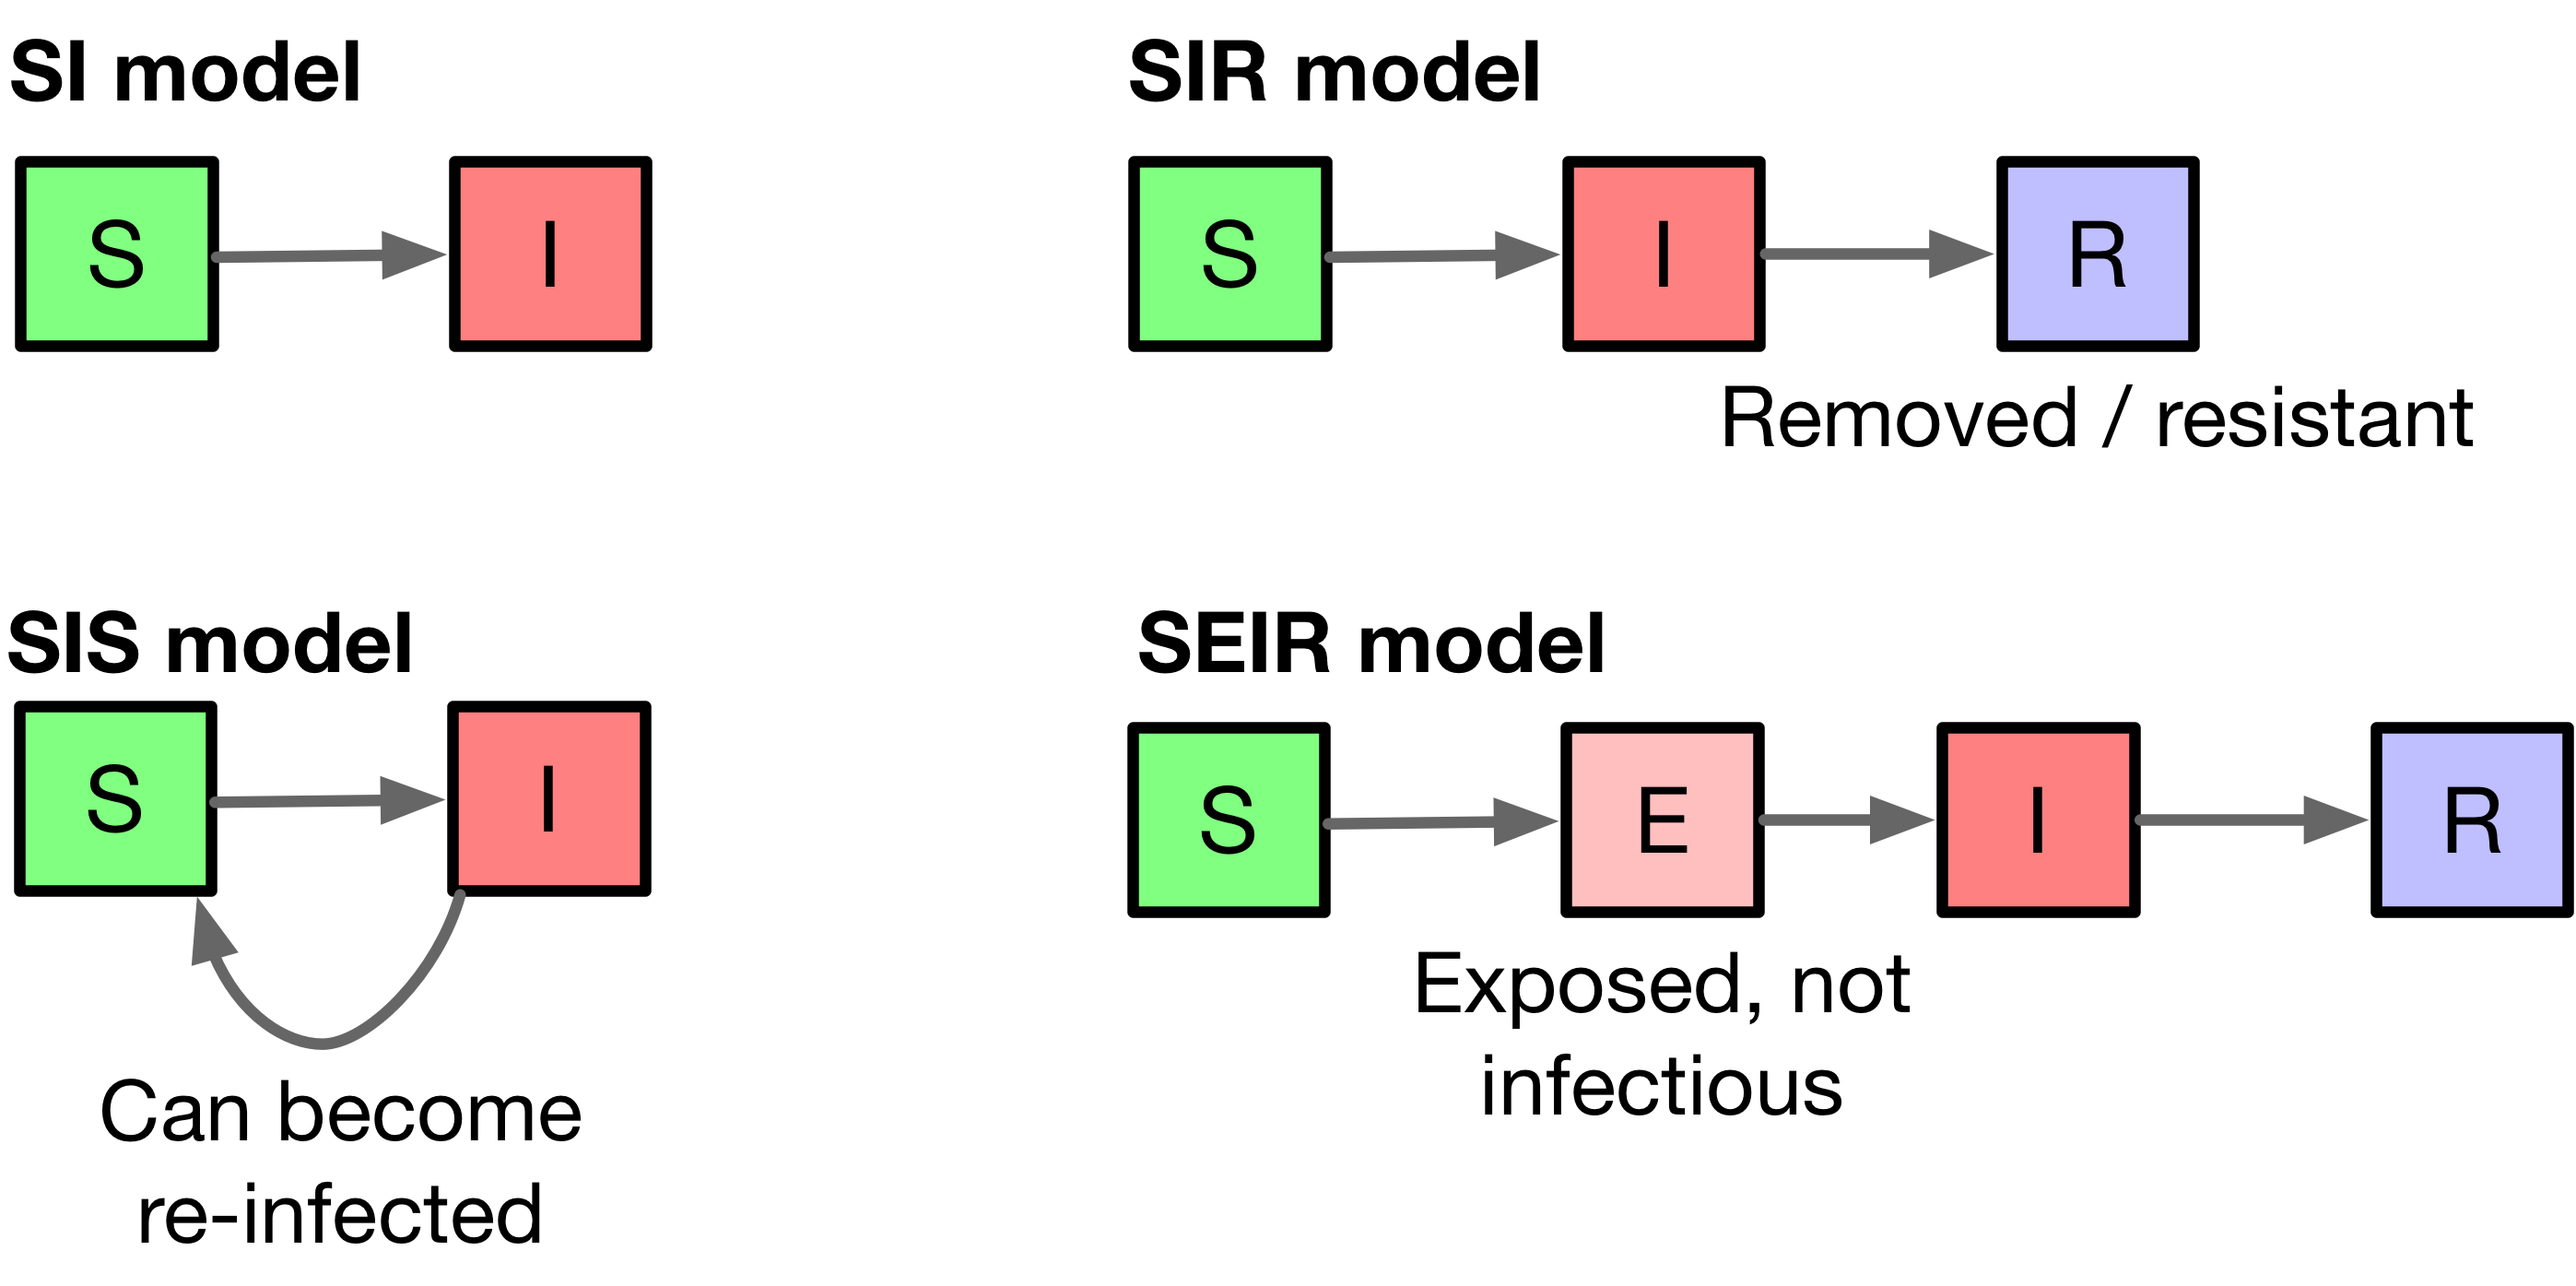 SI model
S
I
SIR model
S
I
R
Removed / resistant
SIS model
S
I
Can become
re-infected
SEIR model
S
E
I
R
Exposed, not
infectious